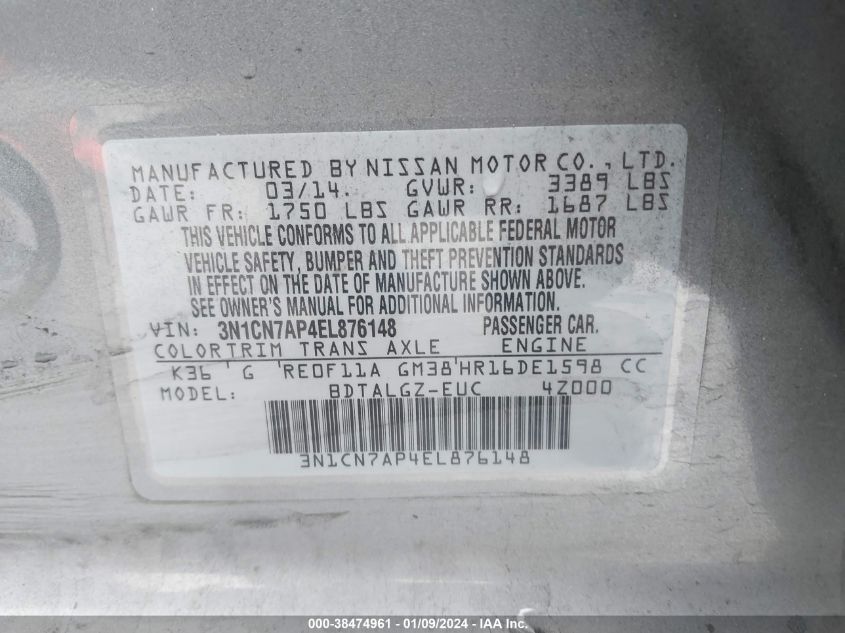 MANUFACTURED BY NISSAN MOTOR CO., LTD.
DATE: 03/14. GVWR: 3389 LBS
GAWR FR: 1750 LBS GAWR RR: 1687 LBS
THIS VEHICLE CONFORMS TO ALL APPLICABLE FEDERAL MOTOR
VEHICLE SAFETY, BUMPER AND THEFT PREVENTION STANDARDS
IN EFFECT ON THE DATE OF MANUFACTURE SHOWN ABOVE.
SEE OWNER'S MANUAL FOR ADDITIONAL INFORMATION.
VIN: 3N1CN7AP4EL876148 PASSENGER CAR.
COLOR TRIM TRANS AXLE ENGINE
K36 G RE0F11A GM38 HR16DE1598 CC
MODEL: BDTALGZ-EUC 4Z000
3N1CN7AP4EL876148
000-38474961 - 01/09/2024 - IAA Inc.